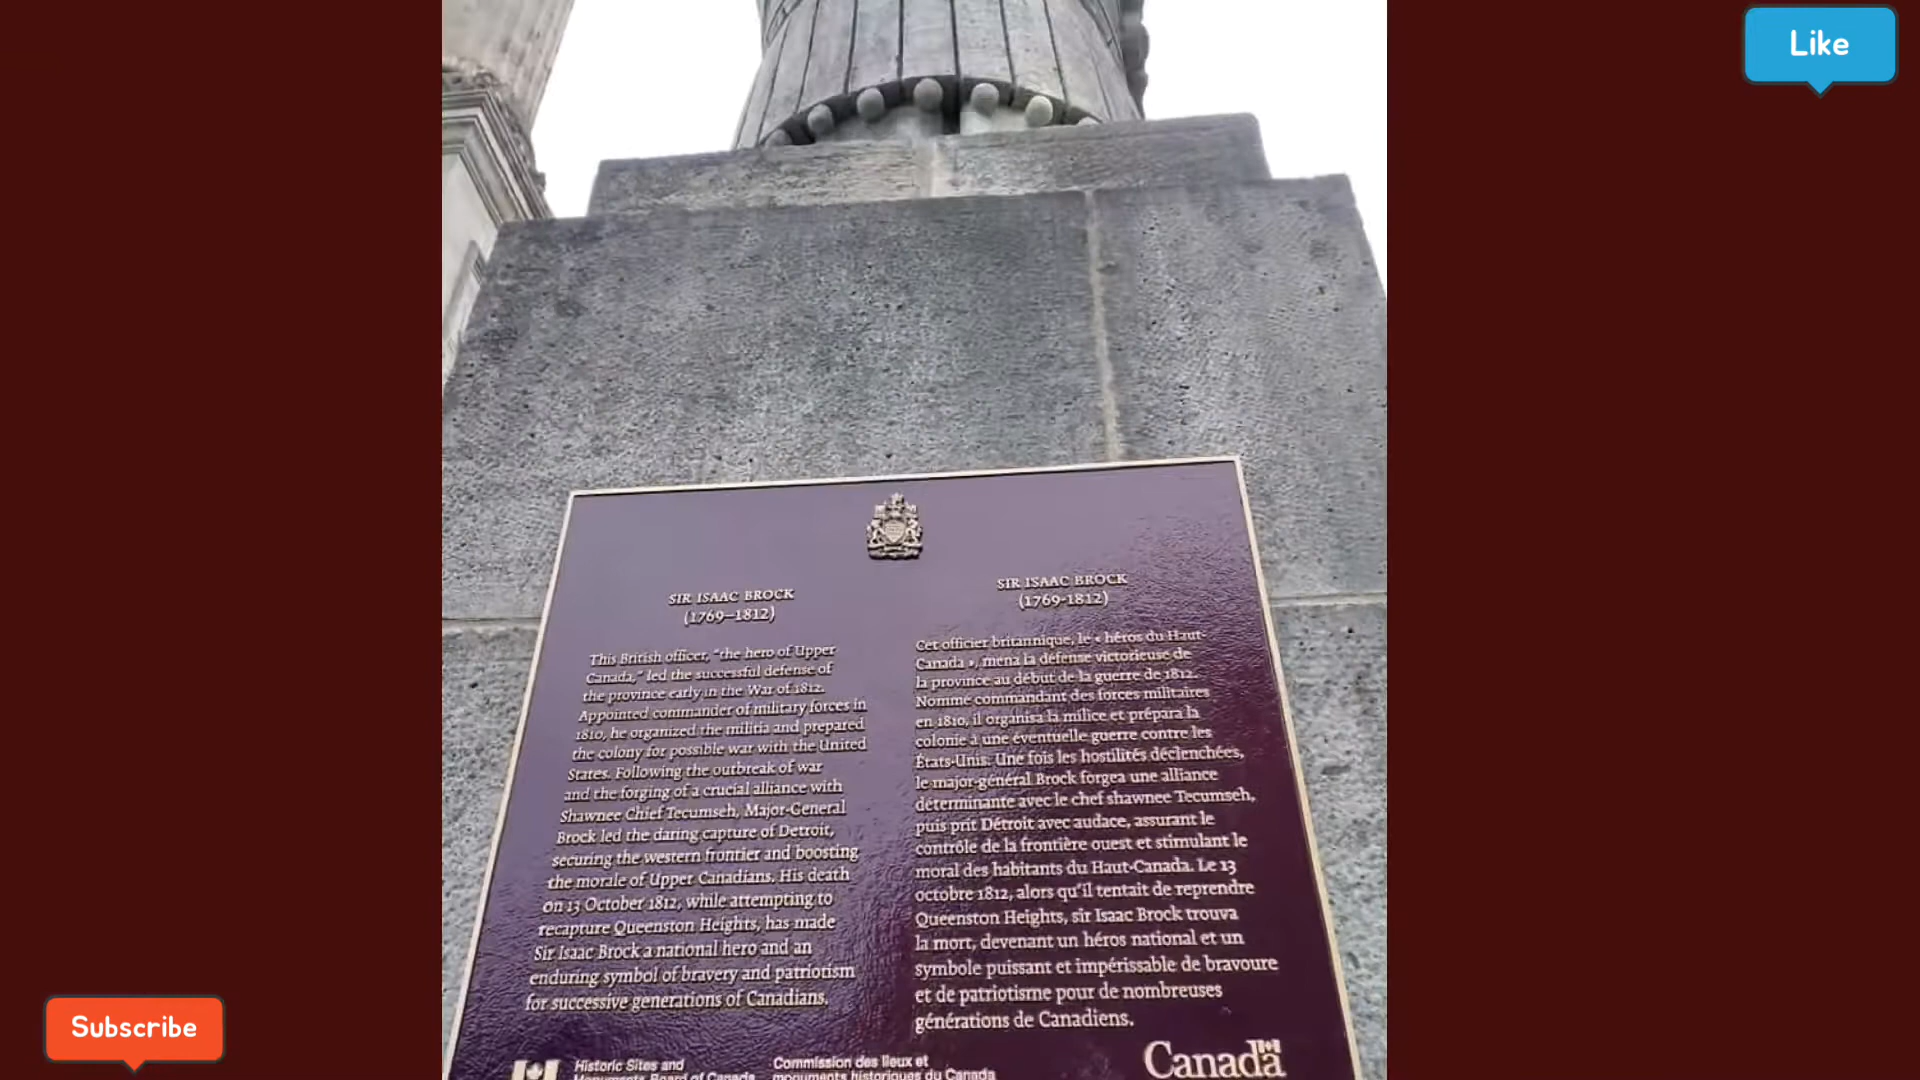 Like
SIR ISAAC BROCK
(1769–1812)
This British officer, "the hero of Upper
Canada," led the successful defense of
the province early in the War of 1812.
Appointed commander of military forces in
1810, he organized the militia and prepared
the colony for possible war with the United
States. Following the outbreak of war
and the forging of a crucial alliance with
Shawnee Chief Tecumseh, Major-General
Brock led the daring capture of Detroit,
securing the western frontier and boosting
the morale of Upper Canadians. His death
on 13 October 1812, while attempting to
recapture Queenston Heights, has made
Sir Isaac Brock a national hero and an
enduring symbol of bravery and patriotism
for successive generations of Canadians.
SIR ISAAC BROCK
(1769-1812)
Cet officier britannique, le « héros du Haut-
Canada », mena la défense victorieuse de
la province au début de la guerre de 1812.
Nommé commandant des forces militaires
en 1810, il organisa la milice et prépara la
colonie à une éventuelle guerre contre les
États-Unis. Une fois les hostilités déclenchées,
le major-général Brock forgea une alliance
déterminante avec le chef shawnee Tecumseh,
puis prit Détroit avec audace, assurant le
contrôle de la frontière ouest et stimulant le
moral des habitants du Haut-Canada. Le 13
octobre 1812, alors qu'il tentait de reprendre
Queenston Heights, sir Isaac Brock trouva
la mort, devenant un héros national et un
symbole puissant et impérissable de bravoure
et de patriotisme pour de nombreuses
générations de Canadiens.
Historic Sites and
Monuments Board of Canada
Commission des lieux et
monuments historiques du Canada
Canada
Subscribe